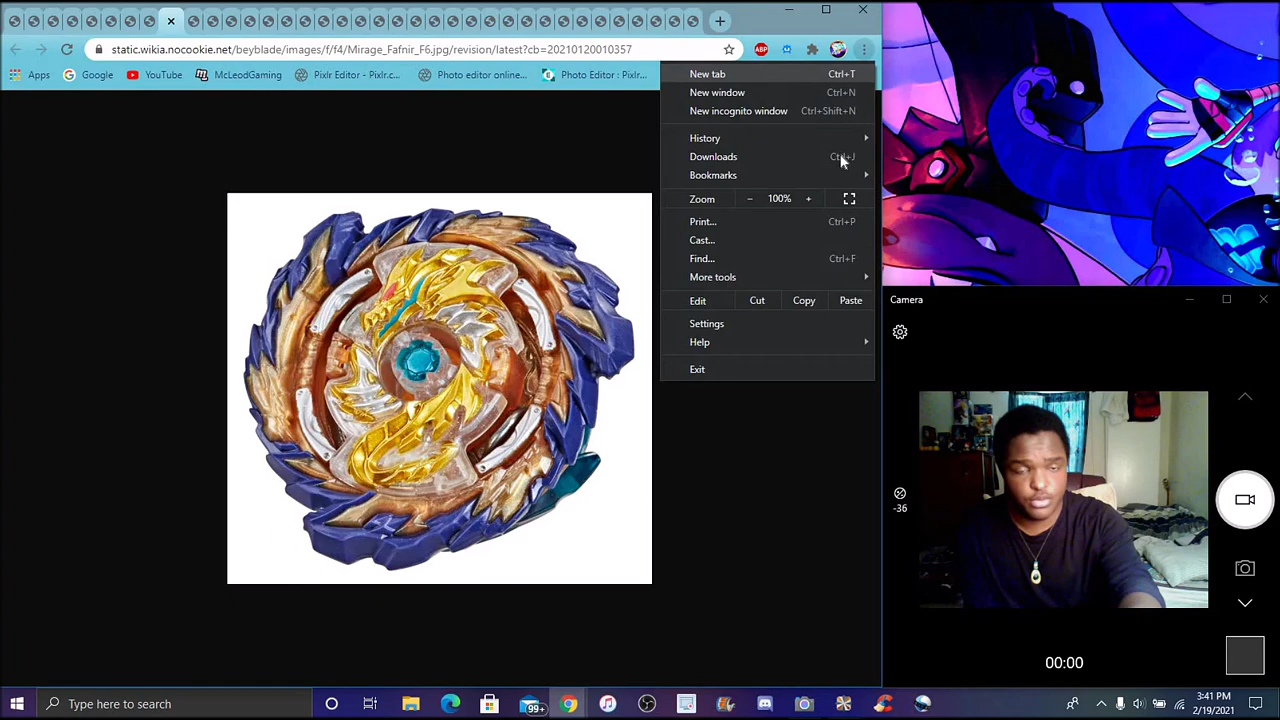 static.wikia.nocookie.net/beyblade/images/f/f4/Mirage_Fafnir_F6.jpg/revision/latest?cb=20210120010357
ABP
Apps
Google
YouTube
McLeodGaming
Pixlr Editor - Pixlr.c...
Photo editor online...
Photo Editor : Pixlr...
New tab Ctrl+T
New window Ctrl+N
New incognito window Ctrl+Shift+N
History
Downloads Ctrl+J
Bookmarks
Zoom - 100% +
Print... Ctrl+P
Cast...
Find... Ctrl+F
More tools
Edit Cut Copy Paste
Settings
Help
Exit
Camera
-36
00:00
Type here to search
99+
3:41 PM
2/19/2021